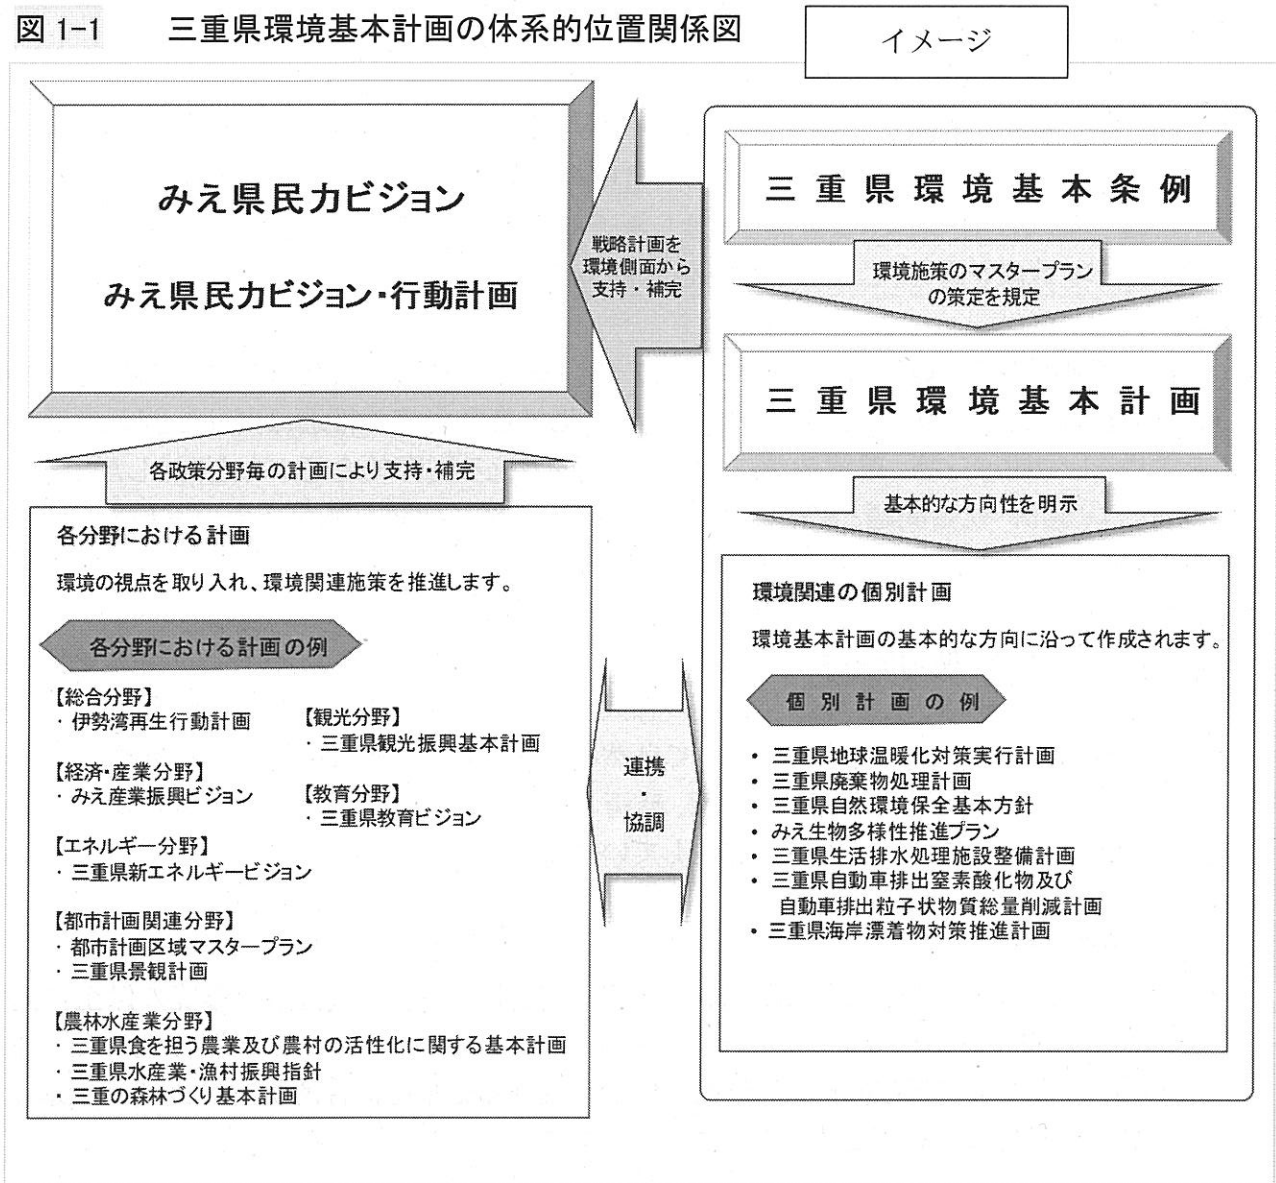 図 1-1 三重県環境基本計画の体系的位置関係図
イメージ
みえ県民力ビジョン
みえ県民力ビジョン・行動計画
戦略計画を
環境側面から
支持・補完
三重県環境基本条例
環境施策のマスタープラン
の策定を規定
三重県環境基本計画
基本的な方向性を明示
各政策分野毎の計画により支持・補完
各分野における計画
環境の視点を取り入れ、環境関連施策を推進します。
各分野における計画の例
【総合分野】
・伊勢湾再生行動計画
【経済・産業分野】
・みえ産業振興ビジョン
【エネルギー分野】
・三重県新エネルギービジョン
【都市計画関連分野】
・都市計画区域マスタープラン
・三重県景観計画
【農林水産業分野】
・三重県食を担う農業及び農村の活性化に関する基本計画
・三重県水産業・漁村振興指針
・三重の森林づくり基本計画
【観光分野】
・三重県観光振興基本計画
【教育分野】
・三重県教育ビジョン
連携
・
協調
環境関連の個別計画
環境基本計画の基本的な方向に沿って作成されます。
個別計画の例
・三重県地球温暖化対策実行計画
・三重県廃棄物処理計画
・三重県自然環境保全基本方針
・みえ生物多様性推進プラン
・三重県生活排水処理施設整備計画
・三重県自動車排出窒素酸化物及び
自動車排出粒子状物質総量削減計画
・三重県海岸漂着物対策推進計画